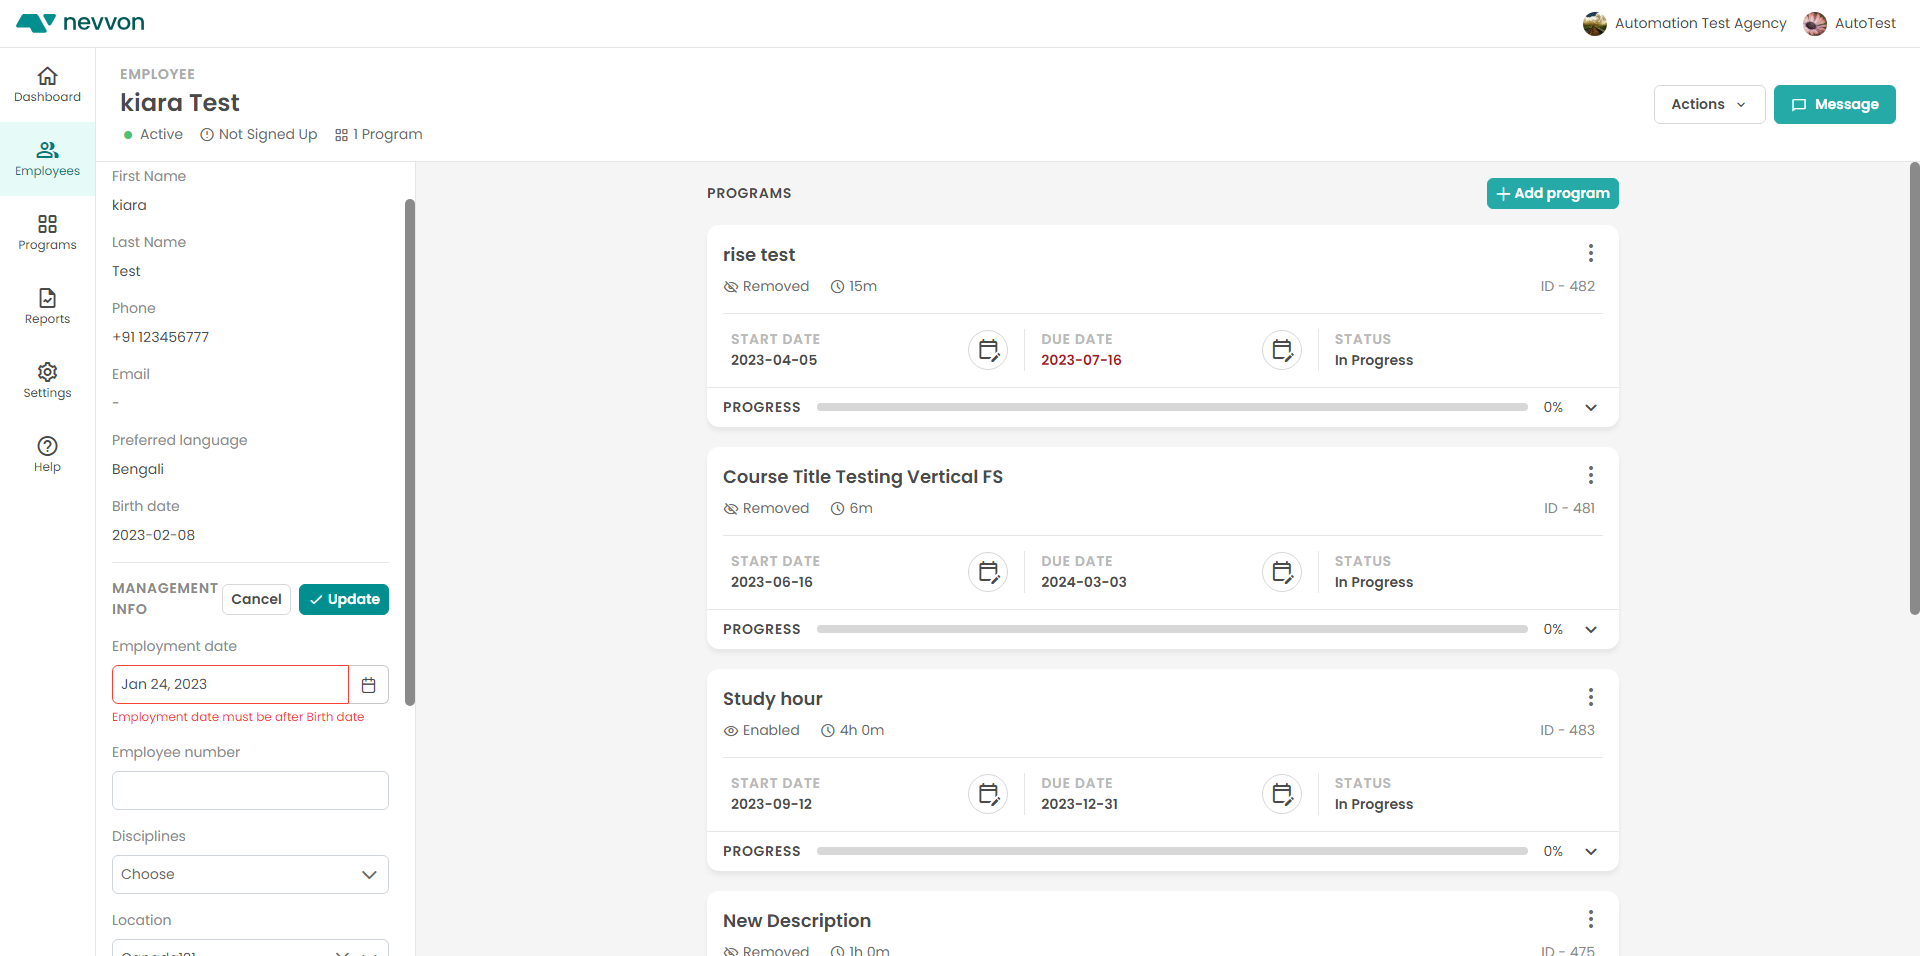 nevvon
Automation Test Agency
AutoTest
Dashboard
Employees
Programs
Reports
Settings
Help
EMPLOYEE
kiara Test
Active
Not Signed Up
1 Program
Actions
Message
First Name
kiara
Last Name
Test
Phone
+91 123456777
Email
-
Preferred language
Bengali
Birth date
2023-02-08
MANAGEMENT
INFO
Cancel
Update
Employment date
Jan 24, 2023
Employment date must be after Birth date
Employee number
Disciplines
Choose
Location
PROGRAMS
Add program
rise test
Removed 15m
ID - 482
START DATE
2023-04-05
DUE DATE
2023-07-16
STATUS
In Progress
PROGRESS 0%
Course Title Testing Vertical FS
Removed 6m
ID - 481
START DATE
2023-06-16
DUE DATE
2024-03-03
STATUS
In Progress
PROGRESS 0%
Study hour
Enabled 4h 0m
ID - 483
START DATE
2023-09-12
DUE DATE
2023-12-31
STATUS
In Progress
PROGRESS 0%
New Description
Removed 1h 0m
ID - 475